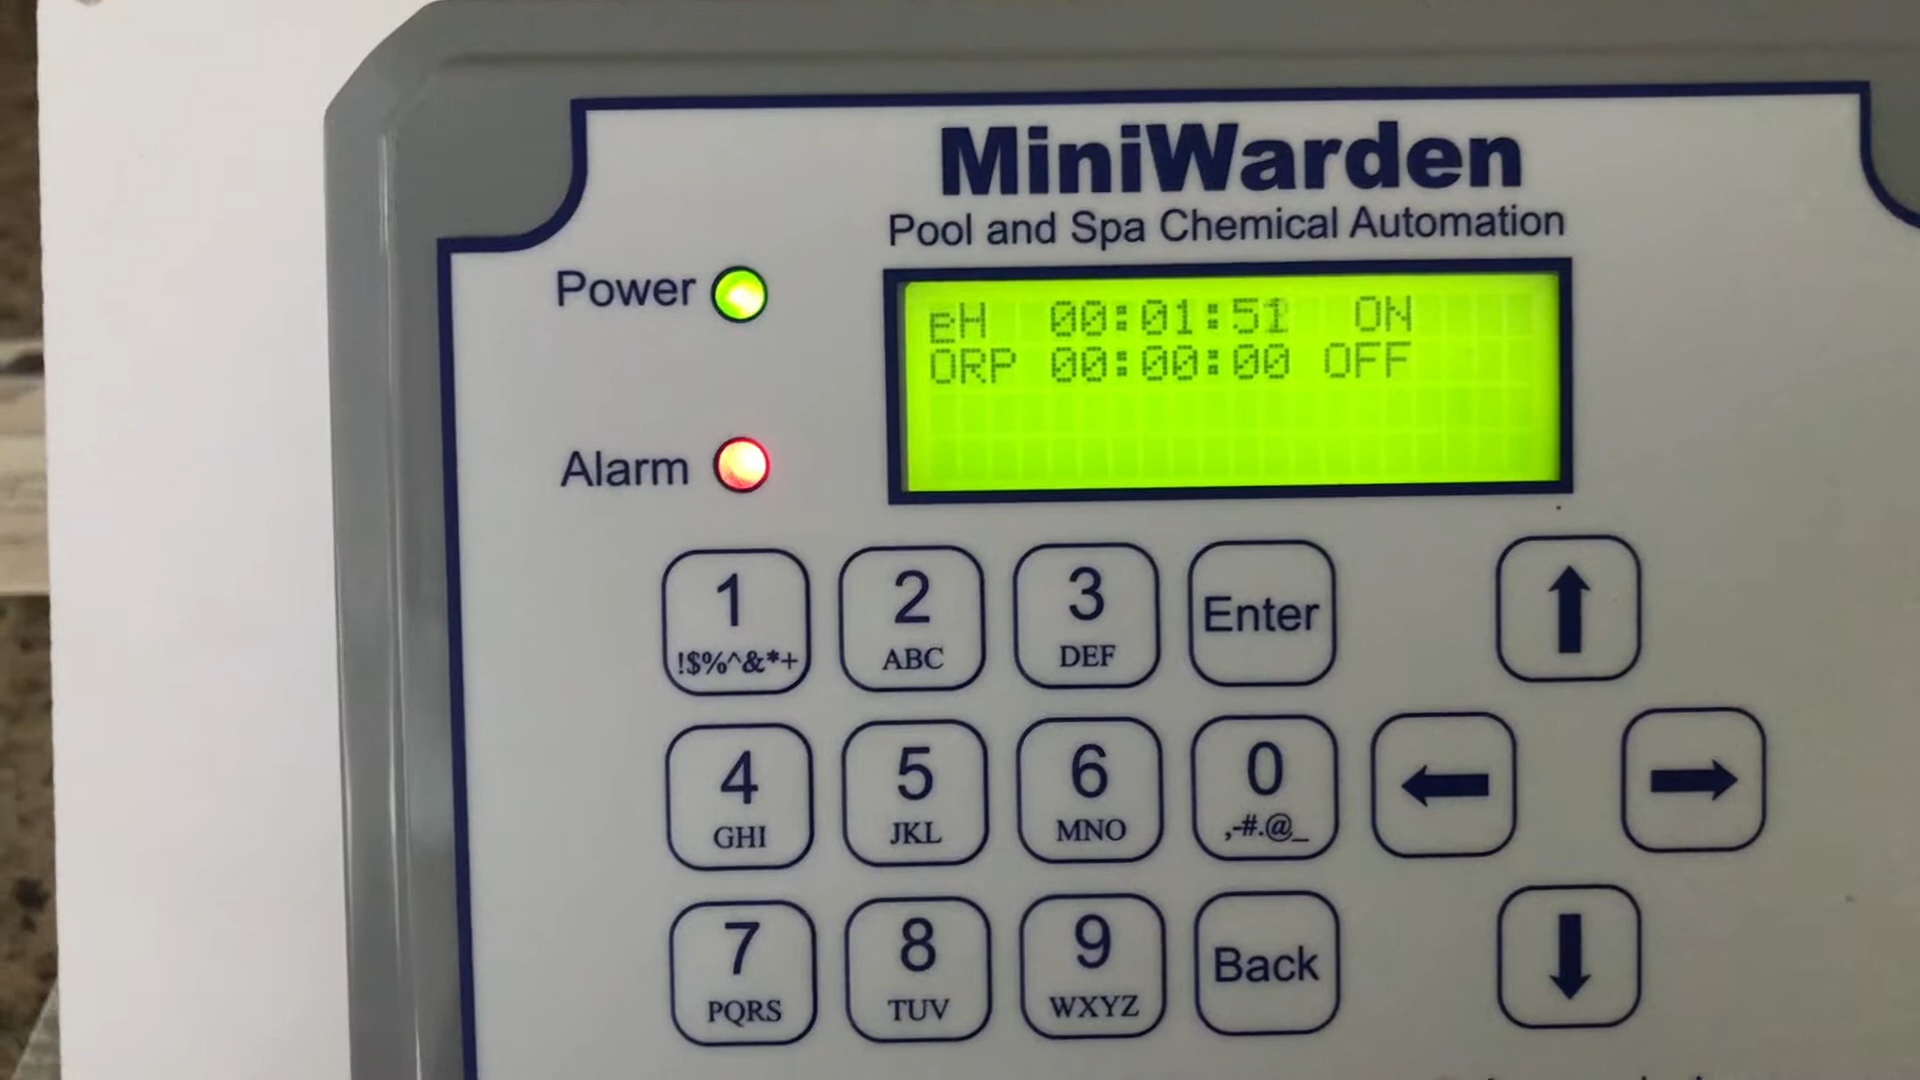 MiniWarden
Pool and Spa Chemical Automation
Power
pH 00:01:51 ON
ORP 00:00:00 OFF
Alarm
1 2 3 Enter
!$%^&*+ ABC DEF
4 5 6 0
GHI JKL MNO ,-#.@_
7 8 9 Back
PQRS TUV WXYZ